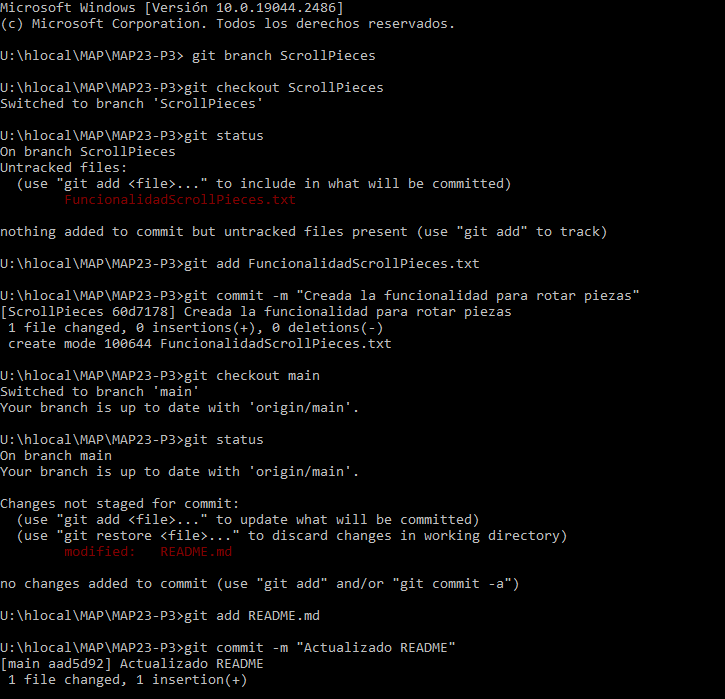 Microsoft Windows [Versión 10.0.19044.2486]
(c) Microsoft Corporation. Todos los derechos reservados.
U:\hlocal\MAP\MAP23-P3> git branch ScrollPieces
U:\hlocal\MAP\MAP23-P3>git checkout ScrollPieces
Switched to branch 'ScrollPieces'
U:\hlocal\MAP\MAP23-P3>git status
On branch ScrollPieces
Untracked files:
  (use "git add <file>..." to include in what will be committed)
        FuncionalidadScrollPieces.txt
nothing added to commit but untracked files present (use "git add" to track)
U:\hlocal\MAP\MAP23-P3>git add FuncionalidadScrollPieces.txt
U:\hlocal\MAP\MAP23-P3>git commit -m "Creada la funcionalidad para rotar piezas"
[ScrollPieces 60d7178] Creada la funcionalidad para rotar piezas
 1 file changed, 0 insertions(+), 0 deletions(-)
 create mode 100644 FuncionalidadScrollPieces.txt
U:\hlocal\MAP\MAP23-P3>git checkout main
Switched to branch 'main'
Your branch is up to date with 'origin/main'.
U:\hlocal\MAP\MAP23-P3>git status
On branch main
Your branch is up to date with 'origin/main'.
Changes not staged for commit:
  (use "git add <file>..." to update what will be committed)
  (use "git restore <file>..." to discard changes in working directory)
        modified:   README.md
no changes added to commit (use "git add" and/or "git commit -a")
U:\hlocal\MAP\MAP23-P3>git add README.md
U:\hlocal\MAP\MAP23-P3>git commit -m "Actualizado README"
[main aad5d92] Actualizado README
 1 file changed, 1 insertion(+)